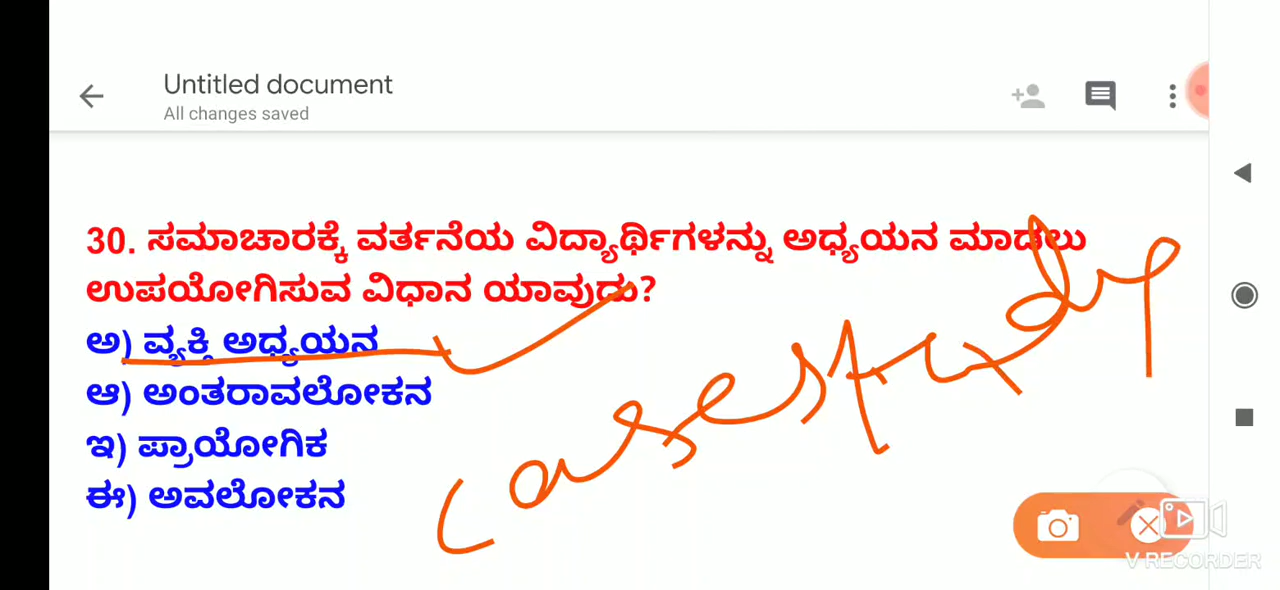 Untitled document
All changes saved
30. ಸಮಾಚಾರಕ್ಕೆ ವರ್ತನೆಯ ವಿದ್ಯಾರ್ಥಿಗಳನ್ನು ಅಧ್ಯಯನ ಮಾಡಲು
ಉಪಯೋಗಿಸುವ ವಿಧಾನ ಯಾವುದು?
ಅ) ವ್ಯಕ್ತಿ ಅಧ್ಯಯನ
ಆ) ಅಂತರಾವಲೋಕನ
ಇ) ಪ್ರಾಯೋಗಿಕ
ಈ) ಅವಲೋಕನ
case study
V RECORDER